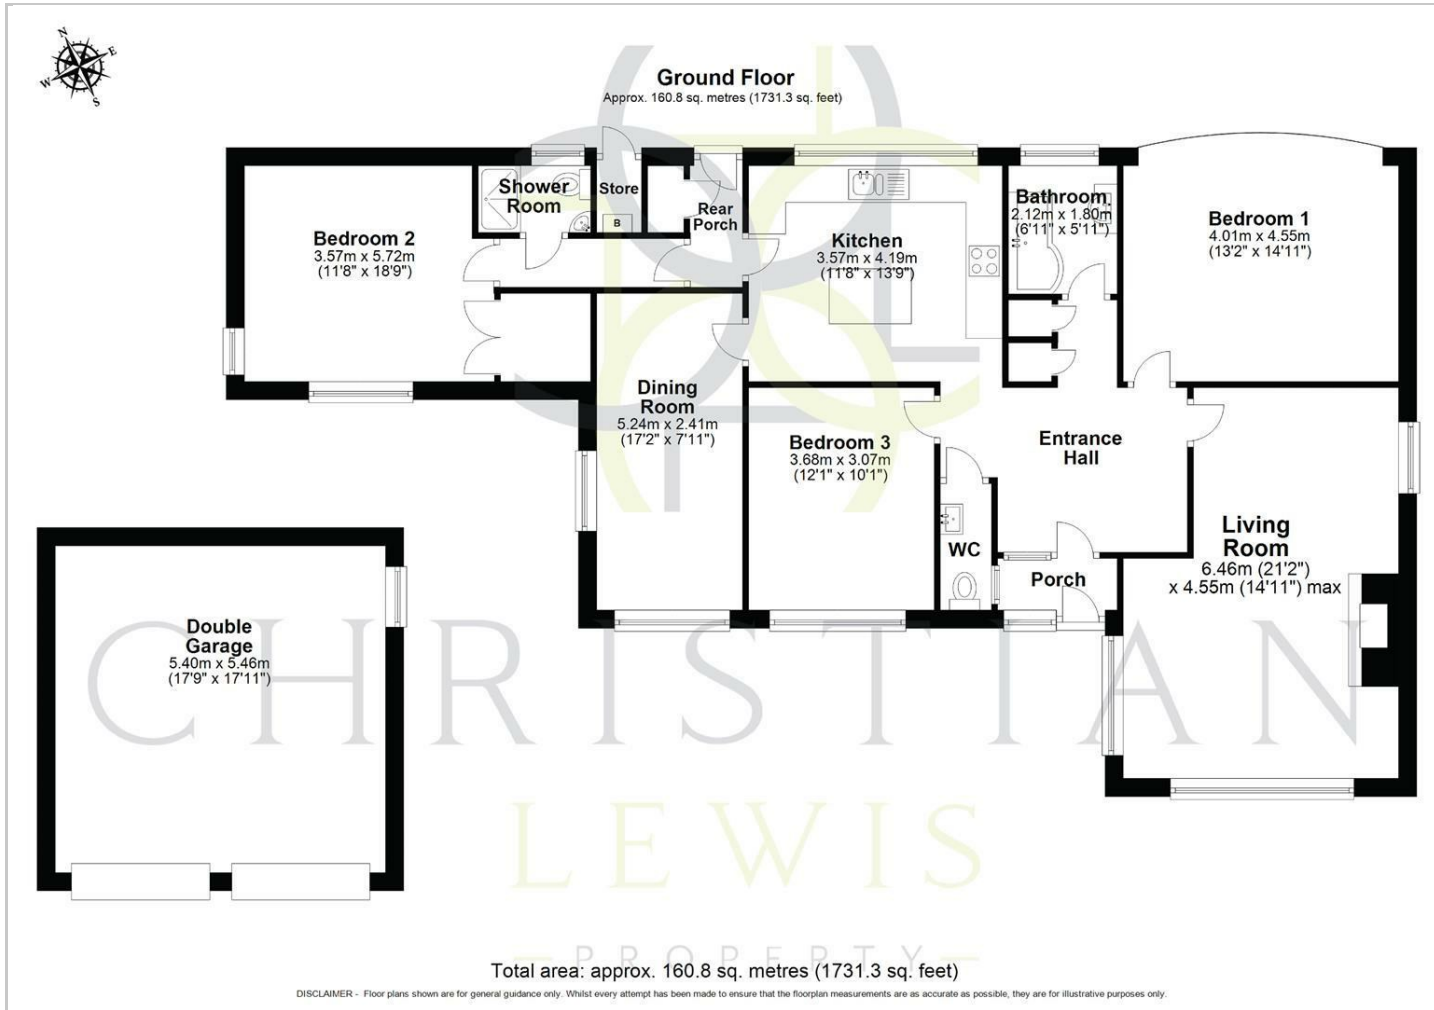 N
E
W
S
Ground Floor
Approx. 160.8 sq. metres (1731.3 sq. feet)
Bedroom 2
3.57m x 5.72m
(11'8" x 18'9")
Shower
Room
Store
B
Rear
Porch
Kitchen
3.57m x 4.19m
(11'8" x 13'9")
Bathroom
2.12m x 1.80m
(6'11" x 5'11")
Bedroom 1
4.01m x 4.55m
(13'2" x 14'11")
Dining
Room
5.24m x 2.41m
(17'2" x 7'11")
Bedroom 3
3.68m x 3.07m
(12'1" x 10'1")
Entrance
Hall
WC
Porch
Living
Room
6.46m (21'2")
x 4.55m (14'11") max
Double
Garage
5.40m x 5.46m
(17'9" x 17'11")
CHRISTIAN
LEWIS
PROPERTY
Total area: approx. 160.8 sq. metres (1731.3 sq. feet)
DISCLAIMER - Floor plans shown are for general guidance only. Whilst every attempt has been made to ensure that the floorplan measurements are as accurate as possible, they are for illustrative purposes only.